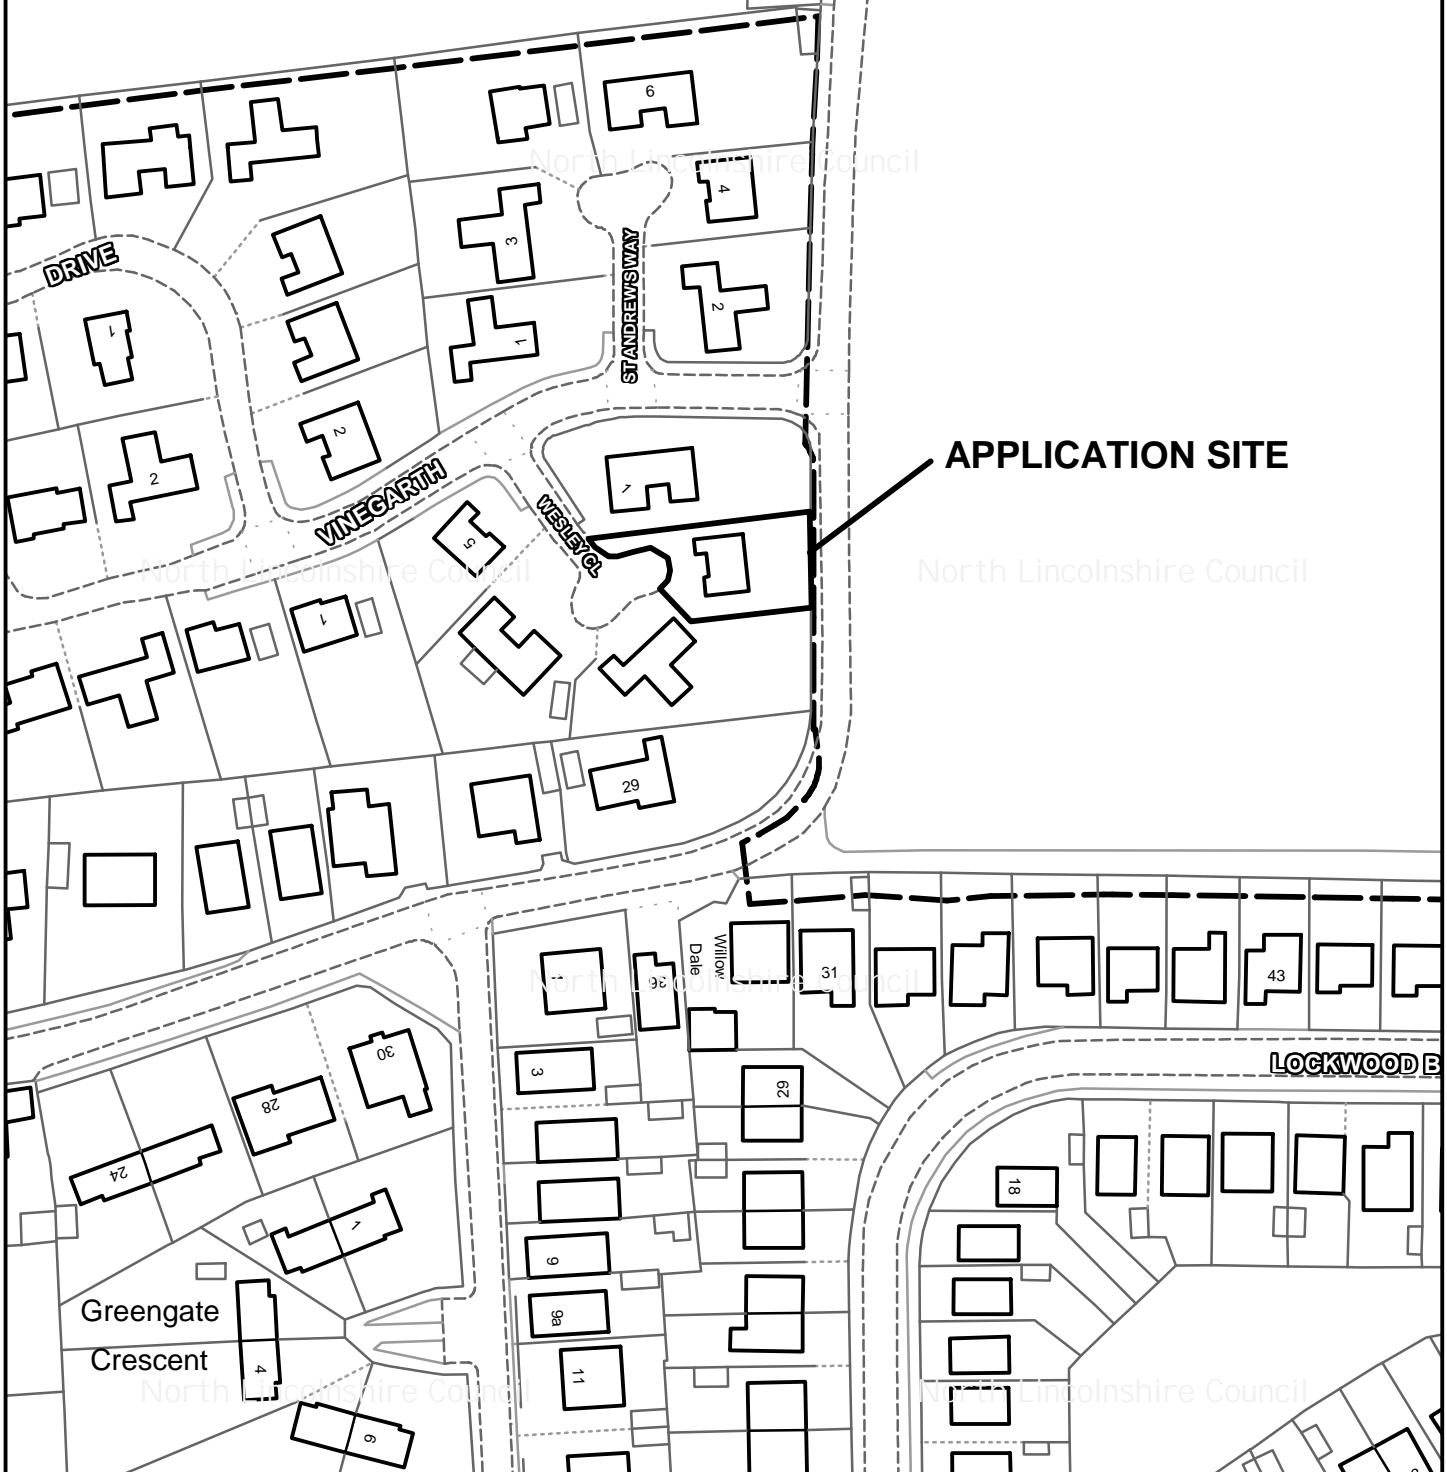 6
North Lincolnshire Council
4
3
ST ANDREW'S WAY
DRIVE
2
1
1
2
2
VINEGARTH
APPLICATION SITE
1
WESLEY CL
5
North Lincolnshire Council
North Lincolnshire Council
1
29
Willow
Dale
1
36
31
43
North Lincolnshire Council
30
3
29
LOCKWOOD B
28
24
18
1
9
Greengate
9a
Crescent
4
11
North Lincolnshire Council
North Lincolnshire Council
6